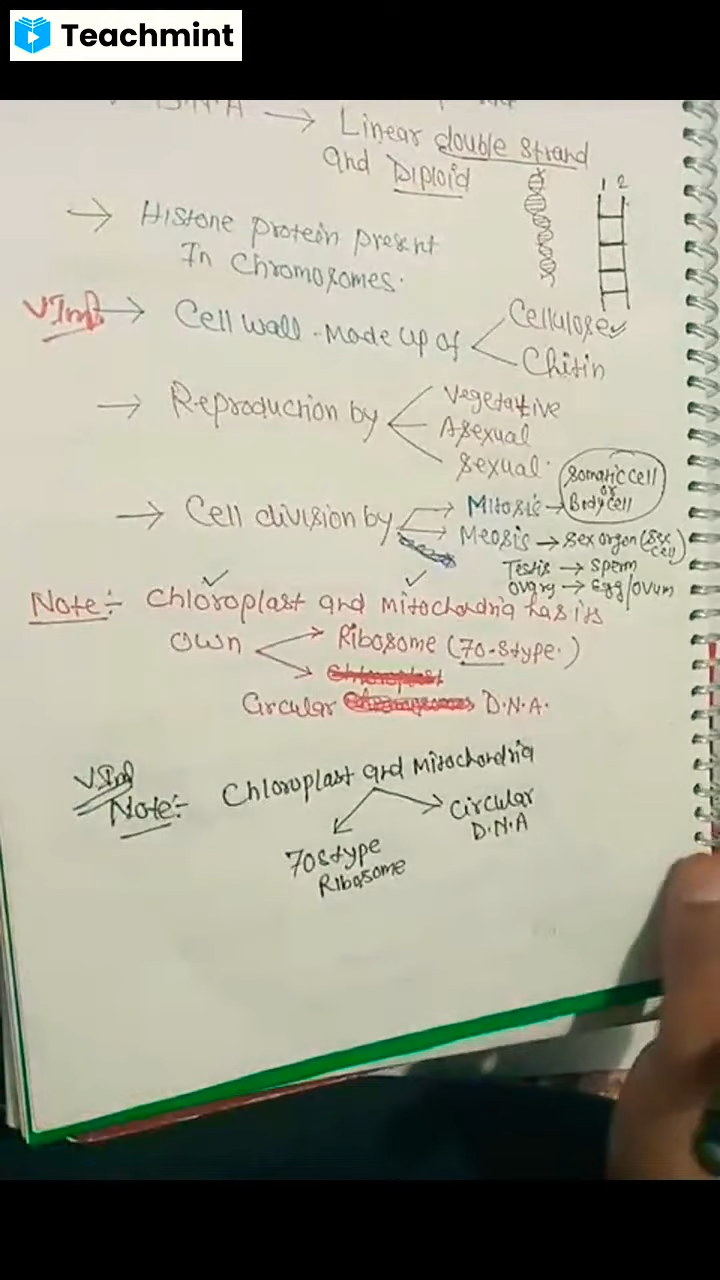 Teachmint
D.N.A → Linear double strand
and Diploid
1 2
→ Histone protein present
In Chromosomes.
V Imp → Cell wall - Made up of
Cellulose ✓
Chitin
→ Reproduction by
Vegetative
Asexual
Sexual.
→ Cell division by
Mitosis → Somatic cell
or
Body cell
Meosis → Sex orgen (Sex
cell)
Testis → Sperm
Ovary → Egg/Ovum
Note:- Chloroplast and Mitochondria has its
own
Ribosome (70-S type.)
Circular D.N.A.
V.Imp
Note:- Chloroplast and Mitochondria
70S type
Ribosome
Circular
D.N.A